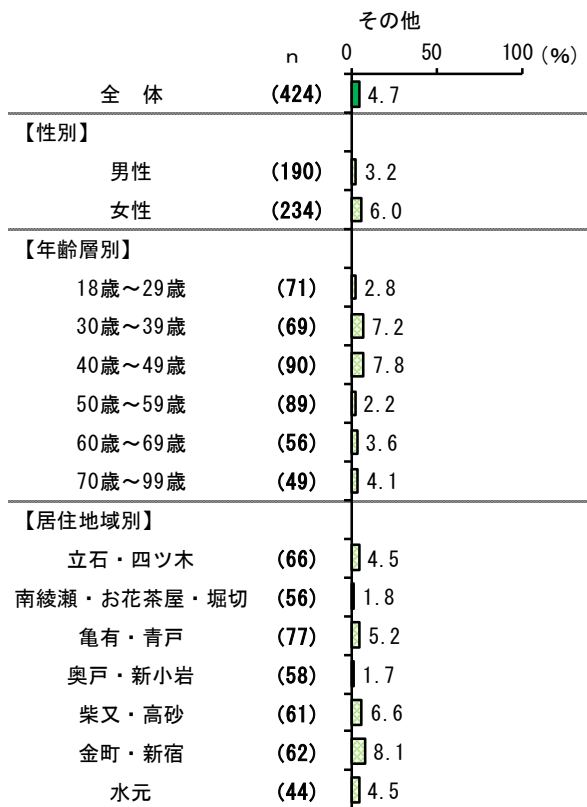 その他
n 0 50 100 (%)
全 体 (424) 4.7
【性別】
男性 (190) 3.2
女性 (234) 6.0
【年齢層別】
18歳～29歳 (71) 2.8
30歳～39歳 (69) 7.2
40歳～49歳 (90) 7.8
50歳～59歳 (89) 2.2
60歳～69歳 (56) 3.6
70歳～99歳 (49) 4.1
【居住地域別】
立石・四ツ木 (66) 4.5
南綾瀬・お花茶屋・堀切 (56) 1.8
亀有・青戸 (77) 5.2
奥戸・新小岩 (58) 1.7
柴又・高砂 (61) 6.6
金町・新宿 (62) 8.1
水元 (44) 4.5